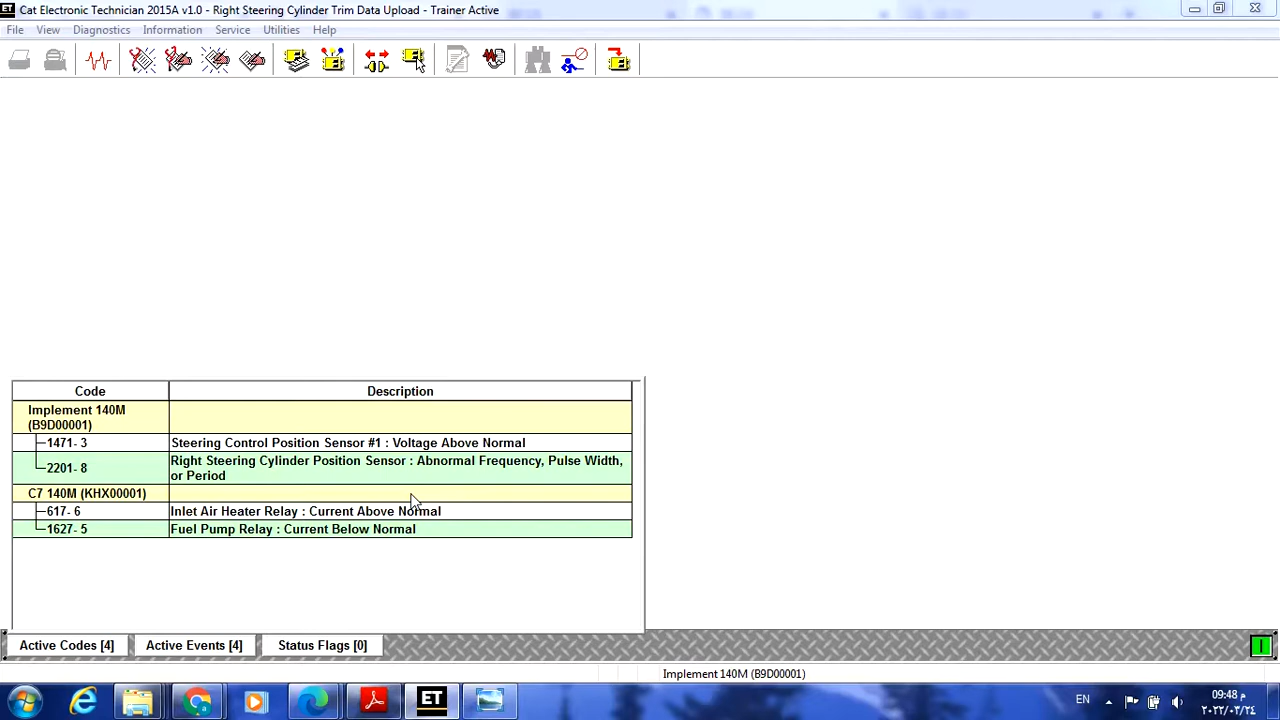 ET Cat Electronic Technician 2015A v1.0 - Right Steering Cylinder Trim Data Upload - Trainer Active
File View Diagnostics Information Service Utilities Help
Code Description
Implement 140M
(B9D00001)
1471- 3 Steering Control Position Sensor #1 : Voltage Above Normal
2201- 8 Right Steering Cylinder Position Sensor : Abnormal Frequency, Pulse Width,
or Period
C7 140M (KHX00001)
617- 6 Inlet Air Heater Relay : Current Above Normal
1627- 5 Fuel Pump Relay : Current Below Normal
Active Codes [4] Active Events [4] Status Flags [0]
Implement 140M (B9D00001)
ET EN م 09:48
٢٠٢٢/٠٣/٢٤